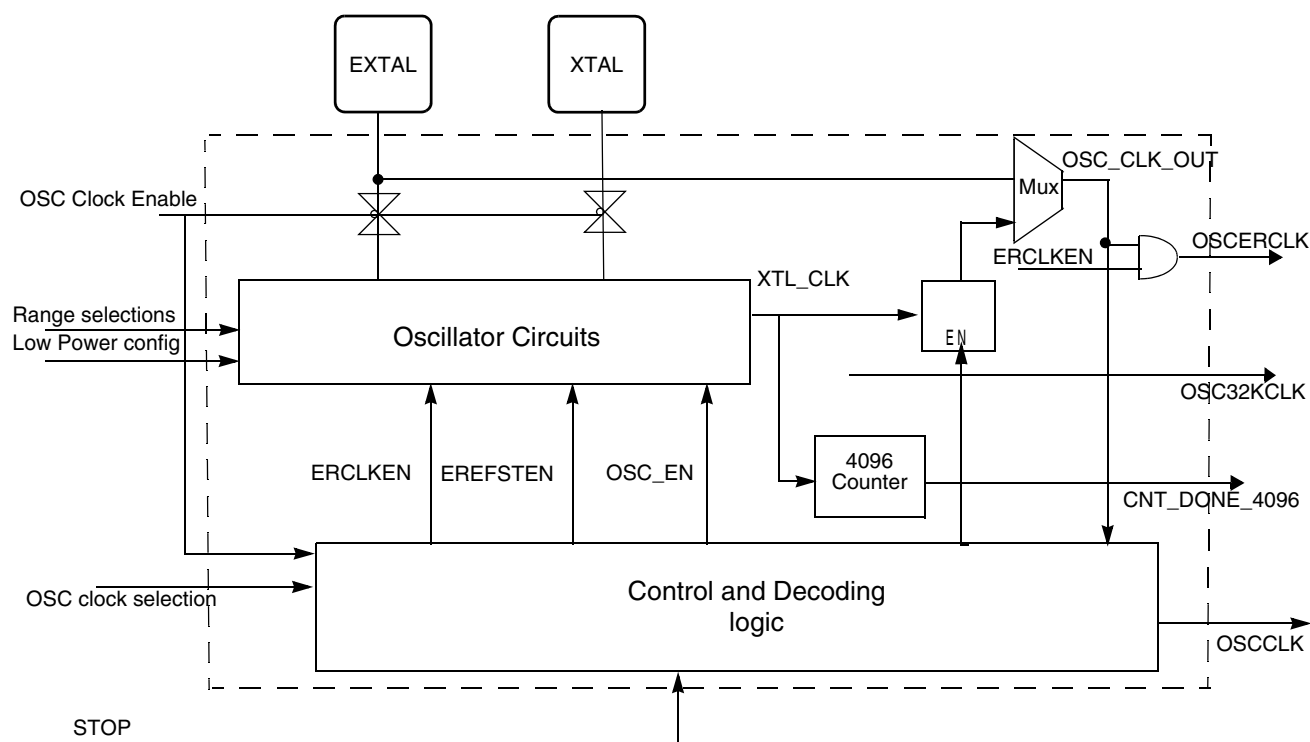 EXTAL
XTAL
OSC Clock Enable
Mux
OSC_CLK_OUT
ERCLKEN
OSCERCLK
XTL_CLK
Range selections
Low Power config
Oscillator Circuits
EN
OSC32KCLK
ERCLKEN
EREFSTEN
OSC_EN
4096
Counter
CNT_DONE_4096
OSC clock selection
Control and Decoding
logic
OSCCLK
STOP